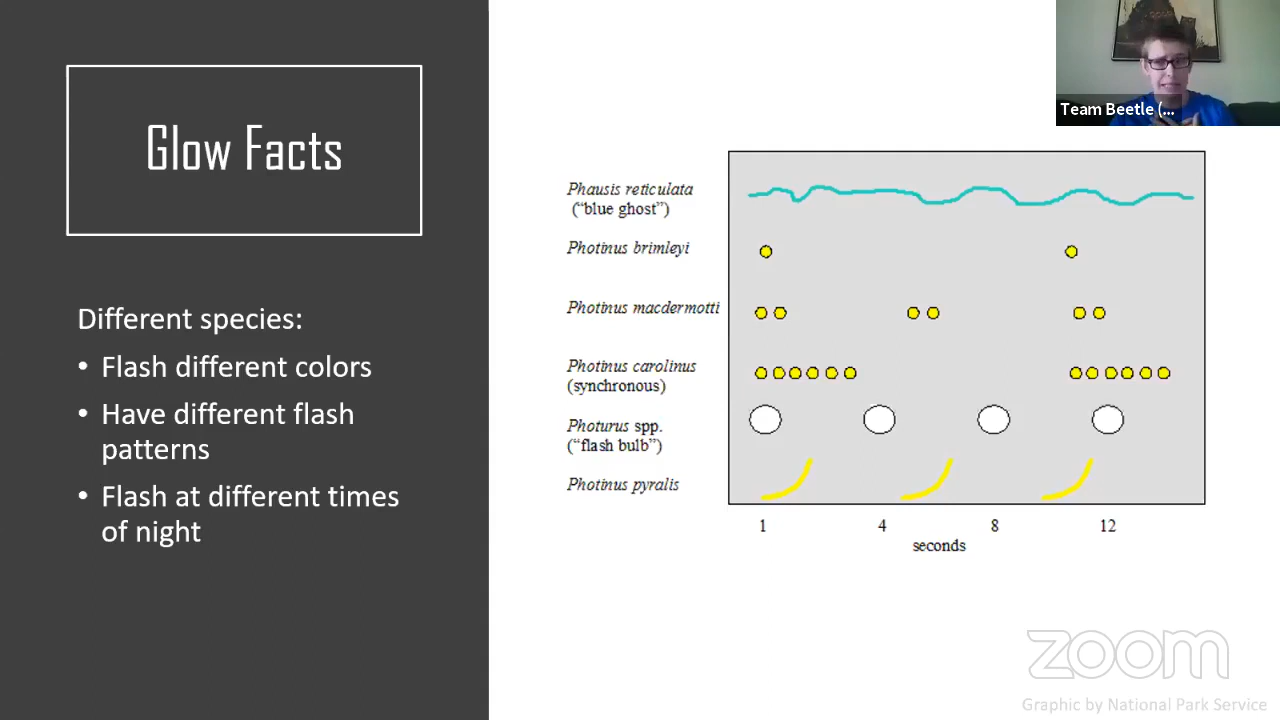 Glow Facts
Different species:
• Flash different colors
• Have different flash
patterns
• Flash at different times
of night
Team Beetle (...
Phausis reticulata
("blue ghost")
Photinus brimleyi
Photinus macdermotti
Photinus carolinus
(synchronous)
Photurus spp.
("flash bulb")
Photinus pyralis
1 4 8 12
seconds
zoom
Graphic by National Park Service